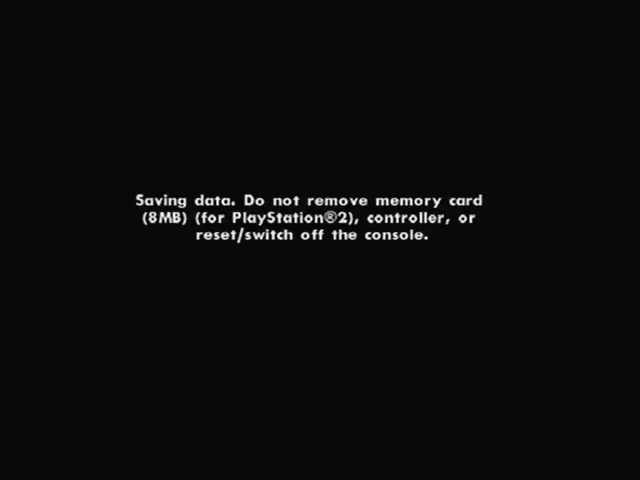 Saving data. Do not remove memory card
(8MB) (for PlayStation®2), controller, or
reset/switch off the console.